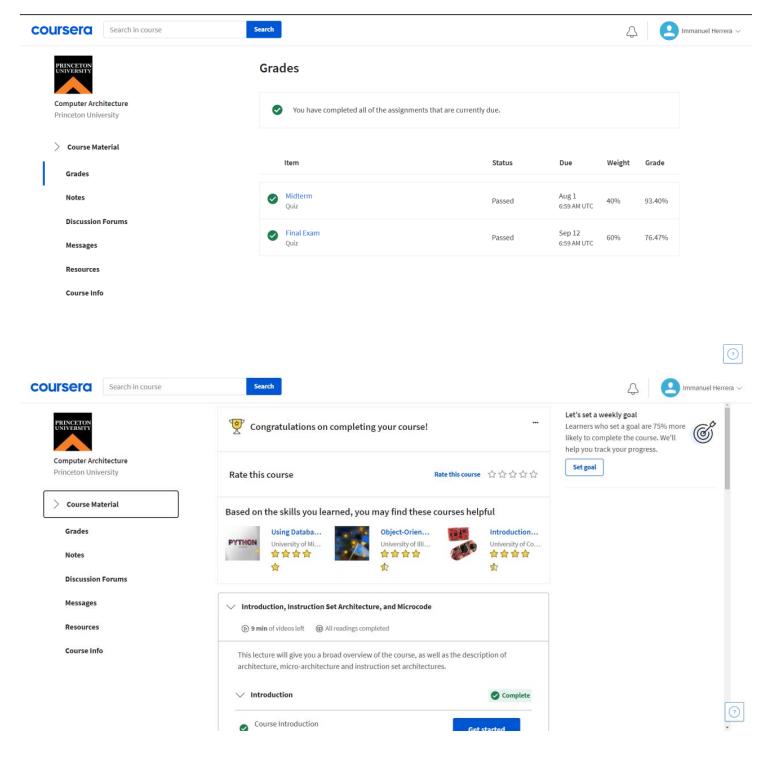 coursera
Search in course
Search
Immanuel Herrera
PRINCETON
UNIVERSITY
Computer Architecture
Princeton University
Course Material
Grades
Notes
Discussion Forums
Messages
Resources
Course Info
Grades
You have completed all of the assignments that are currently due.
Item Status Due Weight Grade
Midterm
Quiz
Passed
Aug 1
6:59 AM UTC
40%
93.40%
Final Exam
Quiz
Passed
Sep 12
6:59 AM UTC
60%
76.47%
?
coursera
Search in course
Search
Immanuel Herrera
PRINCETON
UNIVERSITY
Computer Architecture
Princeton University
Course Material
Grades
Notes
Discussion Forums
Messages
Resources
Course Info
Congratulations on completing your course!
...
Rate this course
Rate this course
Based on the skills you learned, you may find these courses helpful
PYTHON
Using Databa...
University of Mi...
Object-Orien...
University of Illi...
Introduction...
University of Co...
Introduction, Instruction Set Architecture, and Microcode
9 min of videos left
All readings completed
This lecture will give you a broad overview of the course, as well as the description of
architecture, micro-architecture and instruction set architectures.
Introduction
Complete
Course Introduction
Get started
Let's set a weekly goal
Learners who set a goal are 75% more
likely to complete the course. We'll
help you track your progress.
Set goal
?